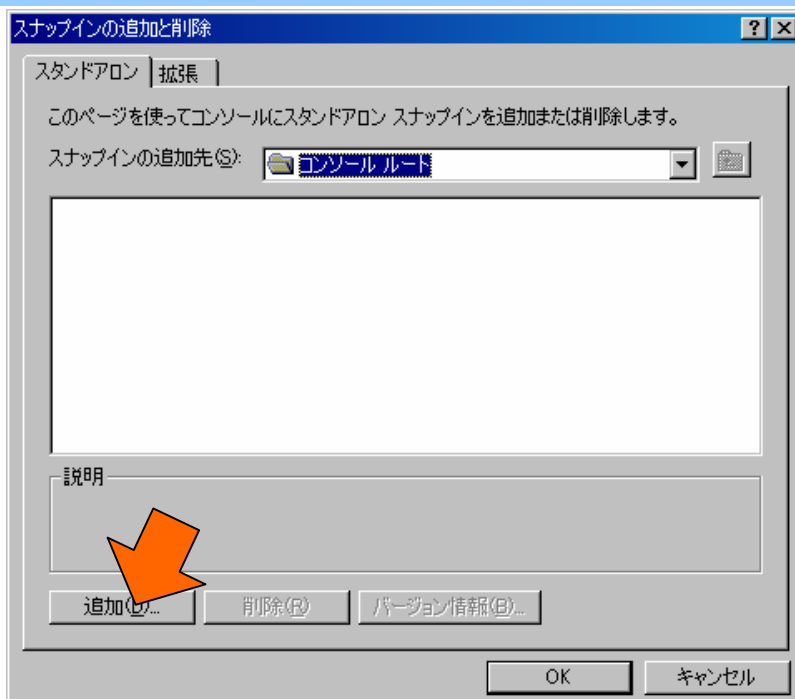 スナップインの追加と削除
スタンドアロン 拡張
このページを使ってコンソールにスタンドアロン スナップインを追加または削除します。
スナップインの追加先(S): コンソール ルート
説明
追加(D)... 削除(R) バージョン情報(B)...
OK キャンセル